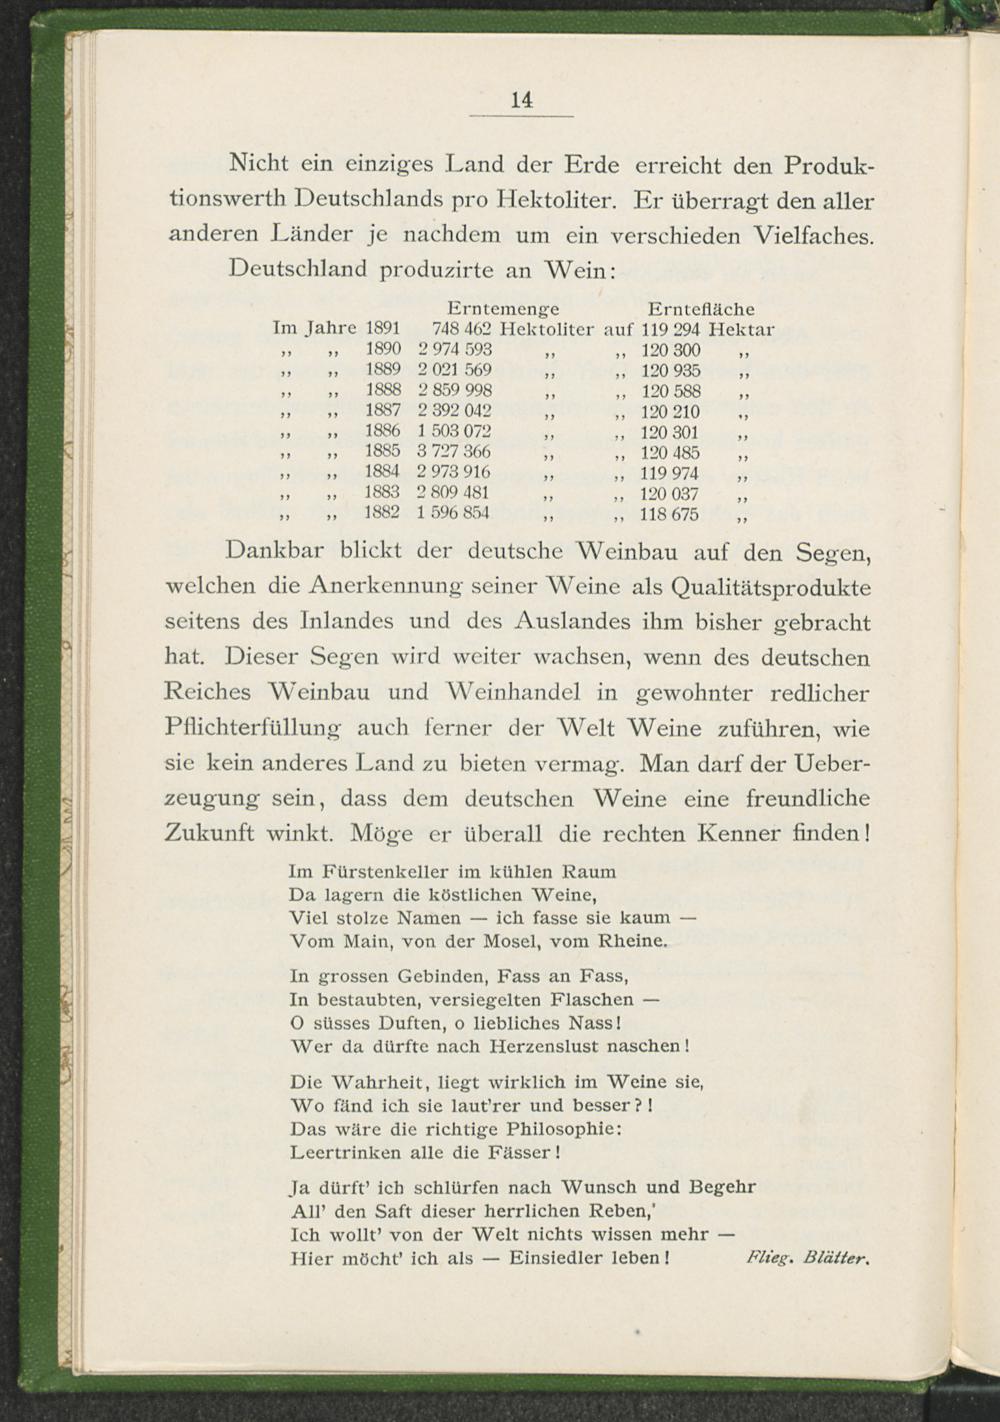 14
Nicht ein einziges Land der Erde erreicht den Produk-
tionswerth Deutschlands pro Hektoliter. Er überragt den aller
anderen Länder je nachdem um ein verschieden Vielfaches.
Deutschland produzirte an Wein:
Erntemenge Erntefläche
Im Jahre 1891 748 462 Hektoliter auf 119 294 Hektar
„ „ 1890 2 974 593 „ „ 120 300 „
„ „ 1889 2 021 569 „ „ 120 935 „
„ „ 1888 2 859 998 „ „ 120 588 „
„ „ 1887 2 392 042 „ „ 120 210 „
„ „ 1886 1 503 072 „ „ 120 301 „
„ „ 1885 3 727 366 „ „ 120 485 „
„ „ 1884 2 973 916 „ „ 119 974 „
„ „ 1883 2 809 481 „ „ 120 037 „
„ „ 1882 1 596 854 „ „ 118 675 „
Dankbar blickt der deutsche Weinbau auf den Segen,
welchen die Anerkennung seiner Weine als Qualitätsprodukte
seitens des Inlandes und des Auslandes ihm bisher gebracht
hat. Dieser Segen wird weiter wachsen, wenn des deutschen
Reiches Weinbau und Weinhandel in gewohnter redlicher
Pflichterfüllung auch ferner der Welt Weine zuführen, wie
sie kein anderes Land zu bieten vermag. Man darf der Ueber-
zeugung sein, dass dem deutschen Weine eine freundliche
Zukunft winkt. Möge er überall die rechten Kenner finden!
Im Fürstenkeller im kühlen Raum
Da lagern die köstlichen Weine,
Viel stolze Namen — ich fasse sie kaum —
Vom Main, von der Mosel, vom Rheine.
In grossen Gebinden, Fass an Fass,
In bestaubten, versiegelten Flaschen —
O süsses Duften, o liebliches Nass!
Wer da dürfte nach Herzenslust naschen!
Die Wahrheit, liegt wirklich im Weine sie,
Wo fänd ich sie laut'rer und besser?!
Das wäre die richtige Philosophie:
Leertrinken alle die Fässer!
Ja dürft' ich schlürfen nach Wunsch und Begehr
All' den Saft dieser herrlichen Reben,'
Ich wollt' von der Welt nichts wissen mehr —
Hier möcht' ich als — Einsiedler leben! Flieg. Blätter.